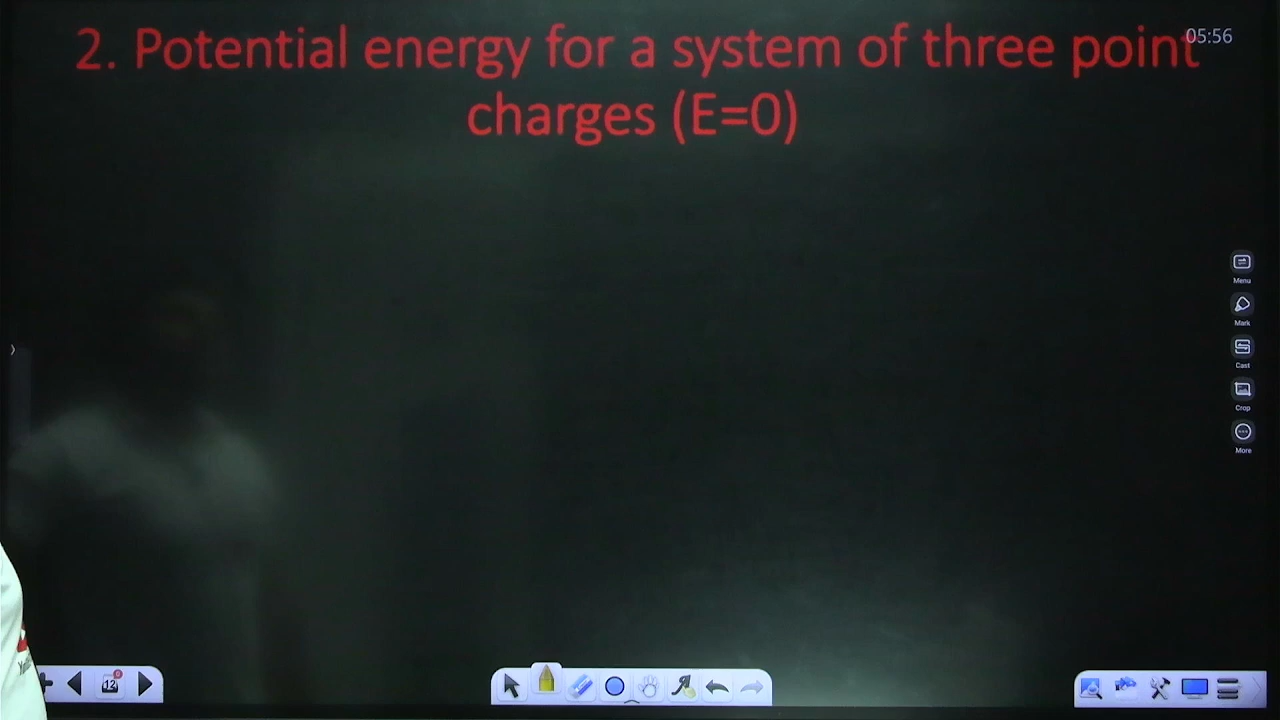 2. Potential energy for a system of three point
charges (E=0)
05:56
Menu
Mark
Cast
Crop
More
12